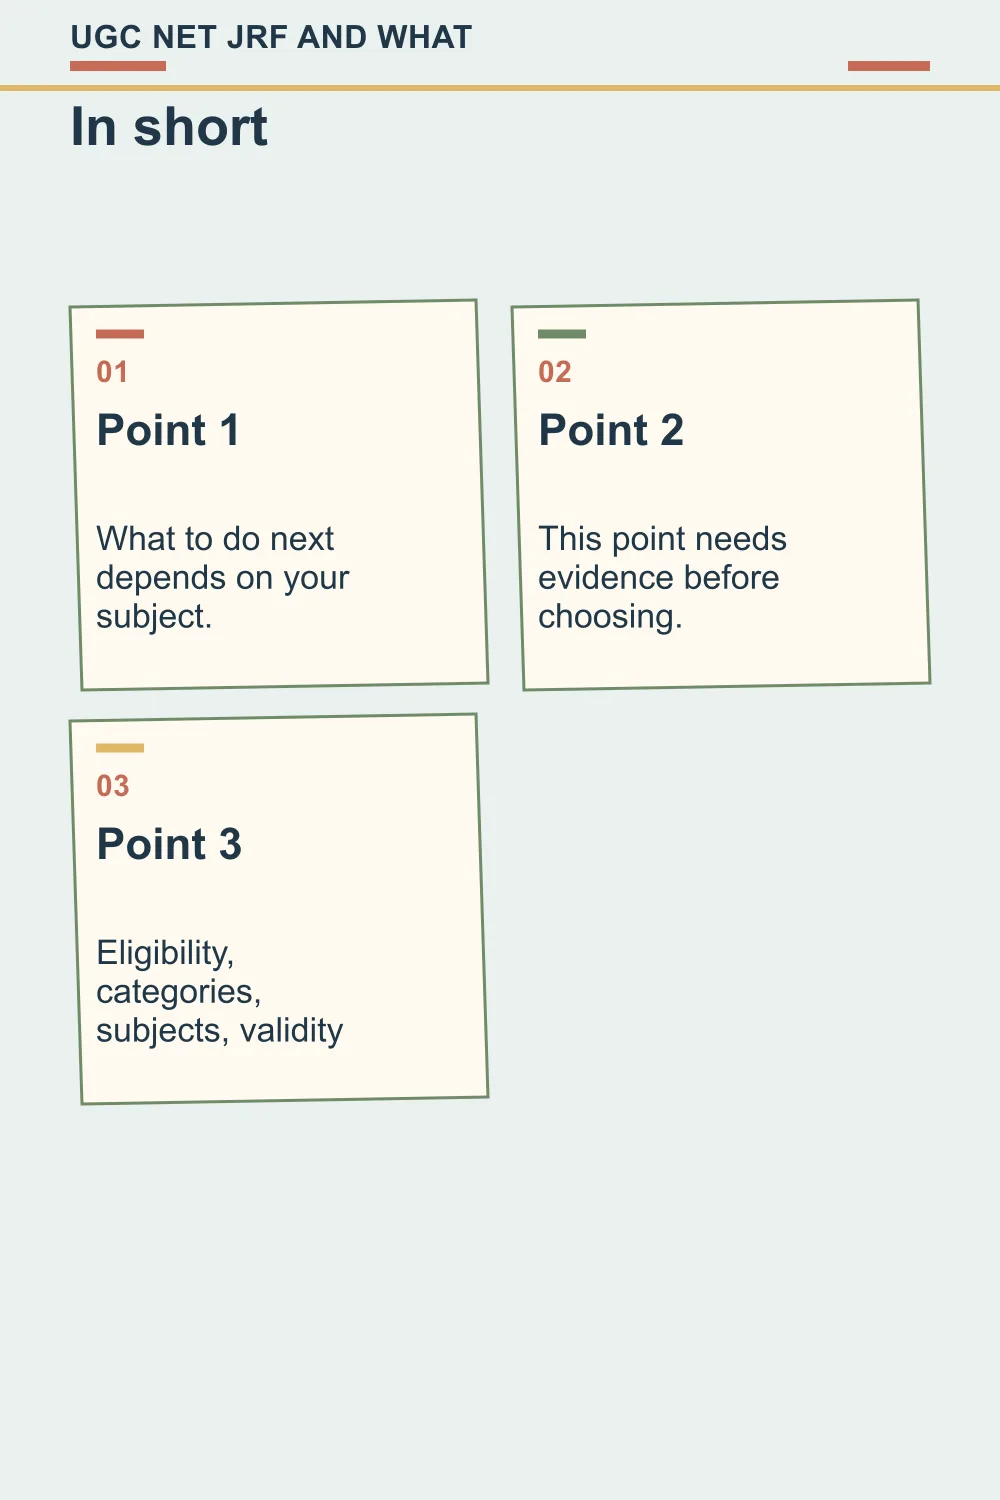 UGC NET JRF AND WHAT
In short
01
Point 1
What to do next
depends on your
subject.
02
Point 2
This point needs
evidence before
choosing.
03
Point 3
Eligibility,
categories,
subjects, validity